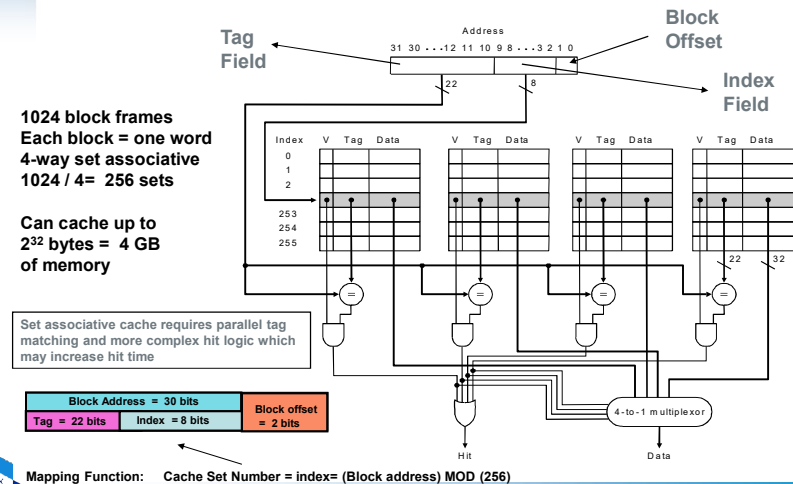 Address
Tag
Field
Block
Offset
31 30 ···12 11 10 9 8 ···3 2 1 0
22
8
Index
Field
1024 block frames
Each block = one word
4-way set associative
1024 / 4= 256 sets
Can cache up to
2³² bytes = 4 GB
of memory
Index V Tag Data V Tag Data V Tag Data V Tag Data
0
1
2
253
254
255
22 32
= = = =
Set associative cache requires parallel tag
matching and more complex hit logic which
may increase hit time
4-to-1 multiplexor
Hit Data
Block Address = 30 bits
Tag = 22 bits Index = 8 bits
Block offset
= 2 bits
Mapping Function: Cache Set Number = index= (Block address) MOD (256)